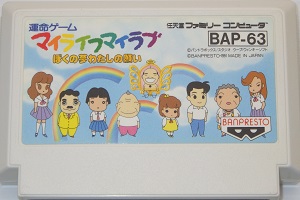 運命ゲーム
マイライフマイラブ
ぼくの夢・わたしの願い
任天堂 ファミリー コンピュータ
BAP-63
©BANPRESTO·
MADE IN JAPAN
BANPRESTO